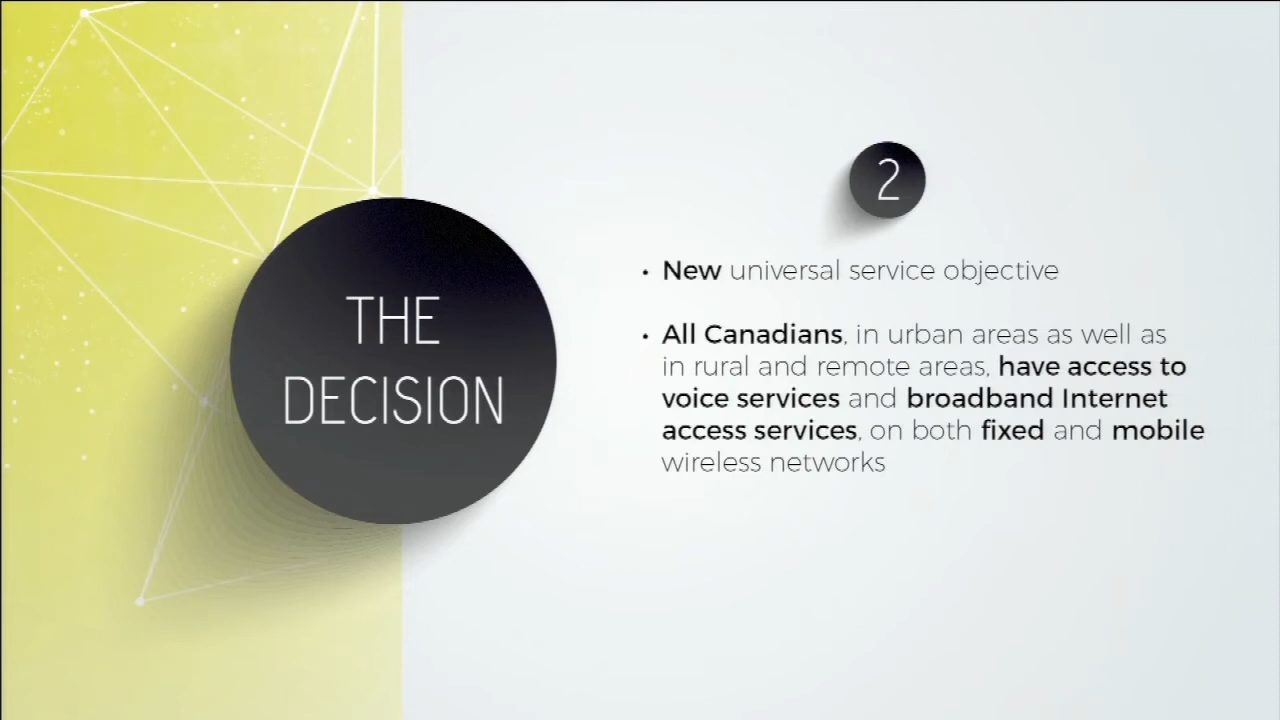 THE
DECISION
2
• New universal service objective
• All Canadians, in urban areas as well as
in rural and remote areas, have access to
voice services and broadband Internet
access services, on both fixed and mobile
wireless networks